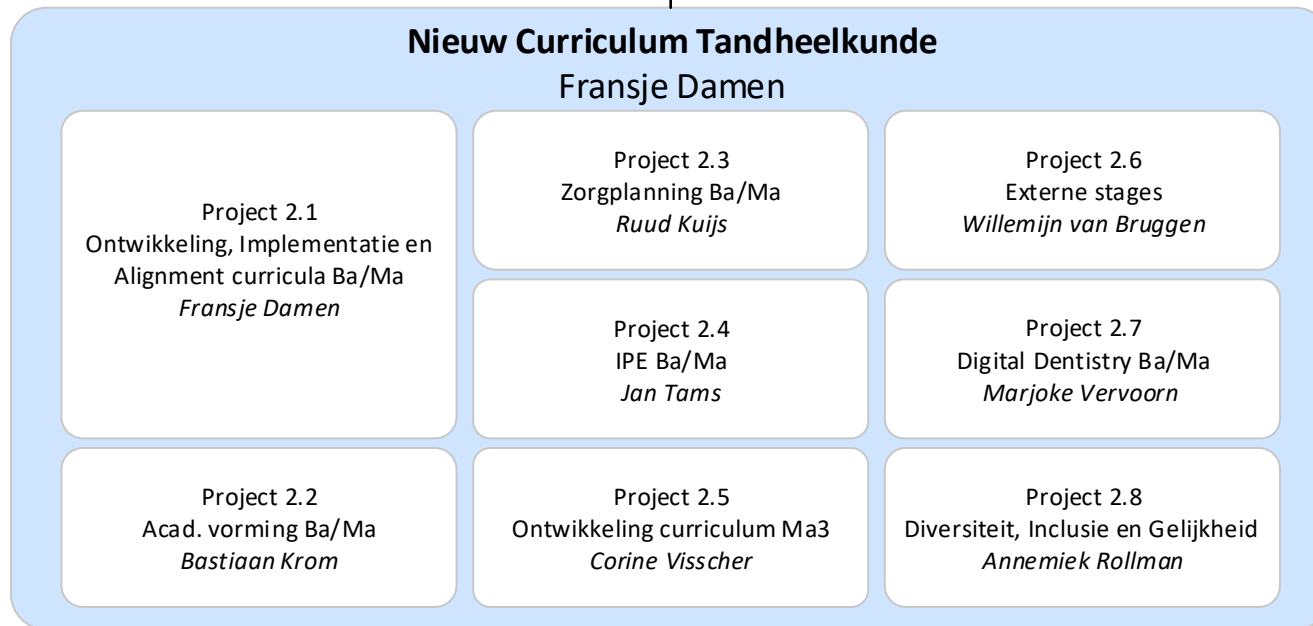 Nieuw Curriculum Tandheelkunde
Fransje Damen
Project 2.1
Ontwikkeling, Implementatie en
Alignment curricula Ba/Ma
Fransje Damen
Project 2.2
Acad. vorming Ba/Ma
Bastiaan Krom
Project 2.3
Zorgplanning Ba/Ma
Ruud Kuijs
Project 2.4
IPE Ba/Ma
Jan Tams
Project 2.5
Ontwikkeling curriculum Ma3
Corine Visscher
Project 2.6
Externe stages
Willemijn van Bruggen
Project 2.7
Digital Dentistry Ba/Ma
Marjoke Vervoorn
Project 2.8
Diversiteit, Inclusie en Gelijkheid
Annemiek Rollman